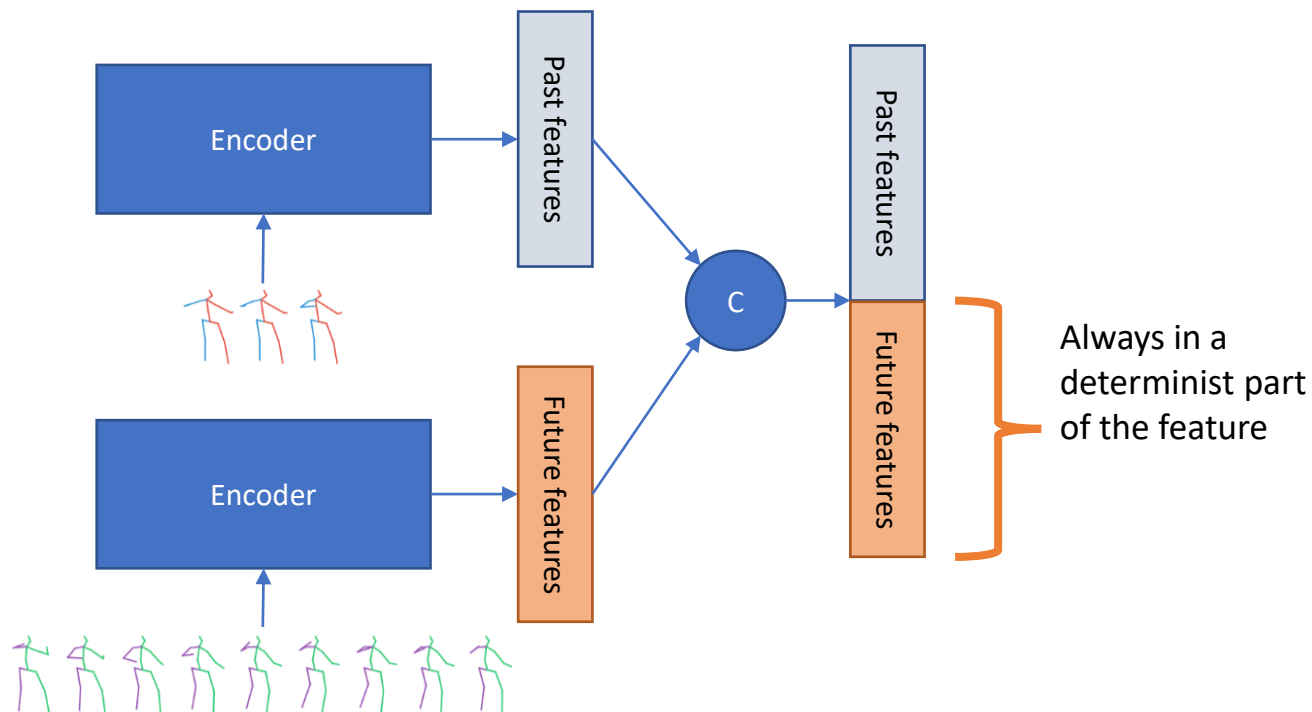 Encoder
Past features
Past features
C
Encoder
Future features
Future features
Always in a
determinist part
of the feature